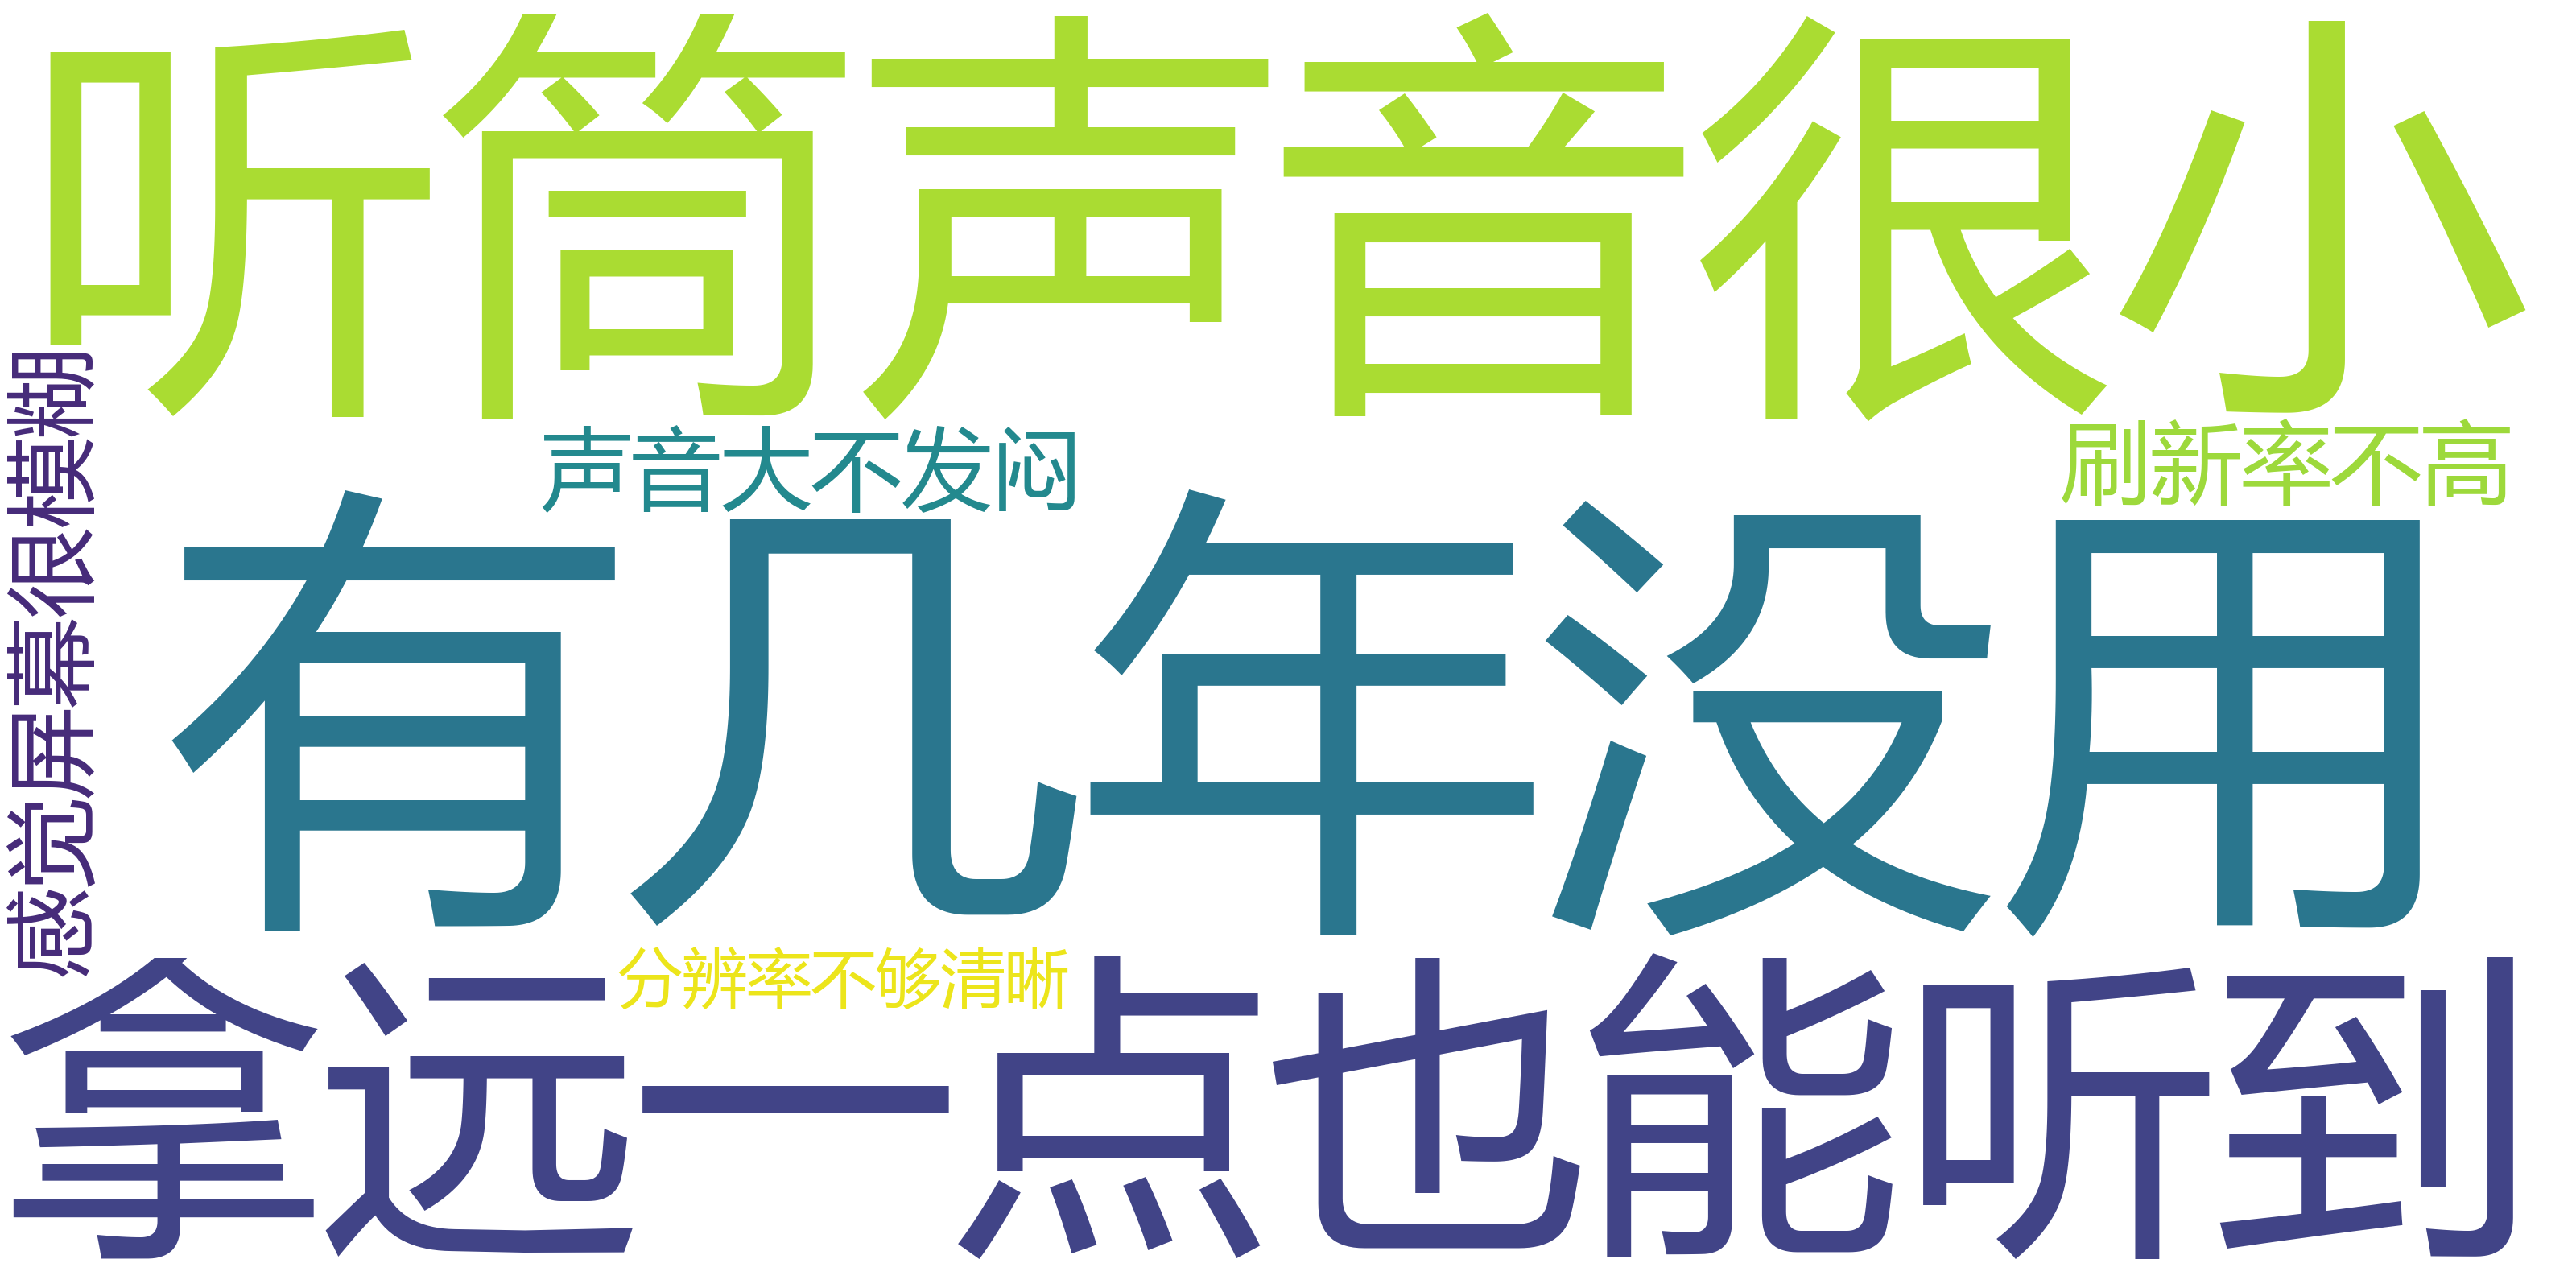 听筒声音很小
感觉屏幕很模糊
声音大不发闷
刷新率不高
有几年没用
分辨率不够清晰
拿远一点也能听到